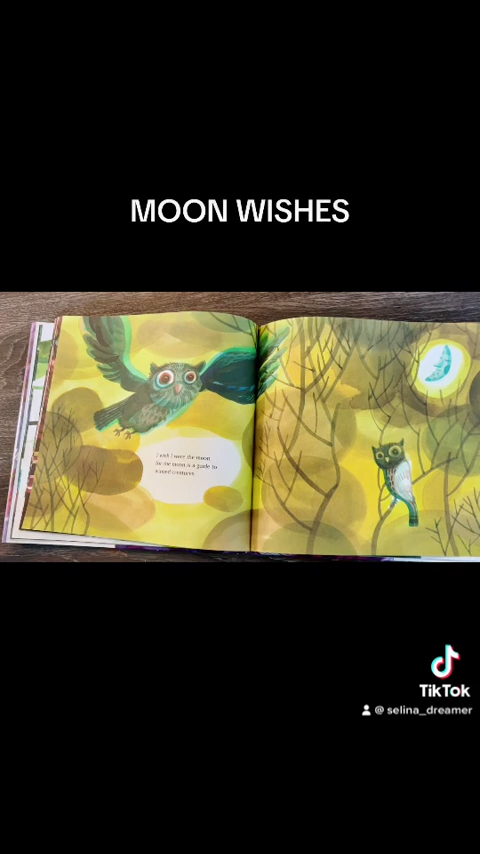 MOON WISHES
I wish I were the moon
for the moon is a guide to
winged creatures.
TikTok
@ selina_dreamer